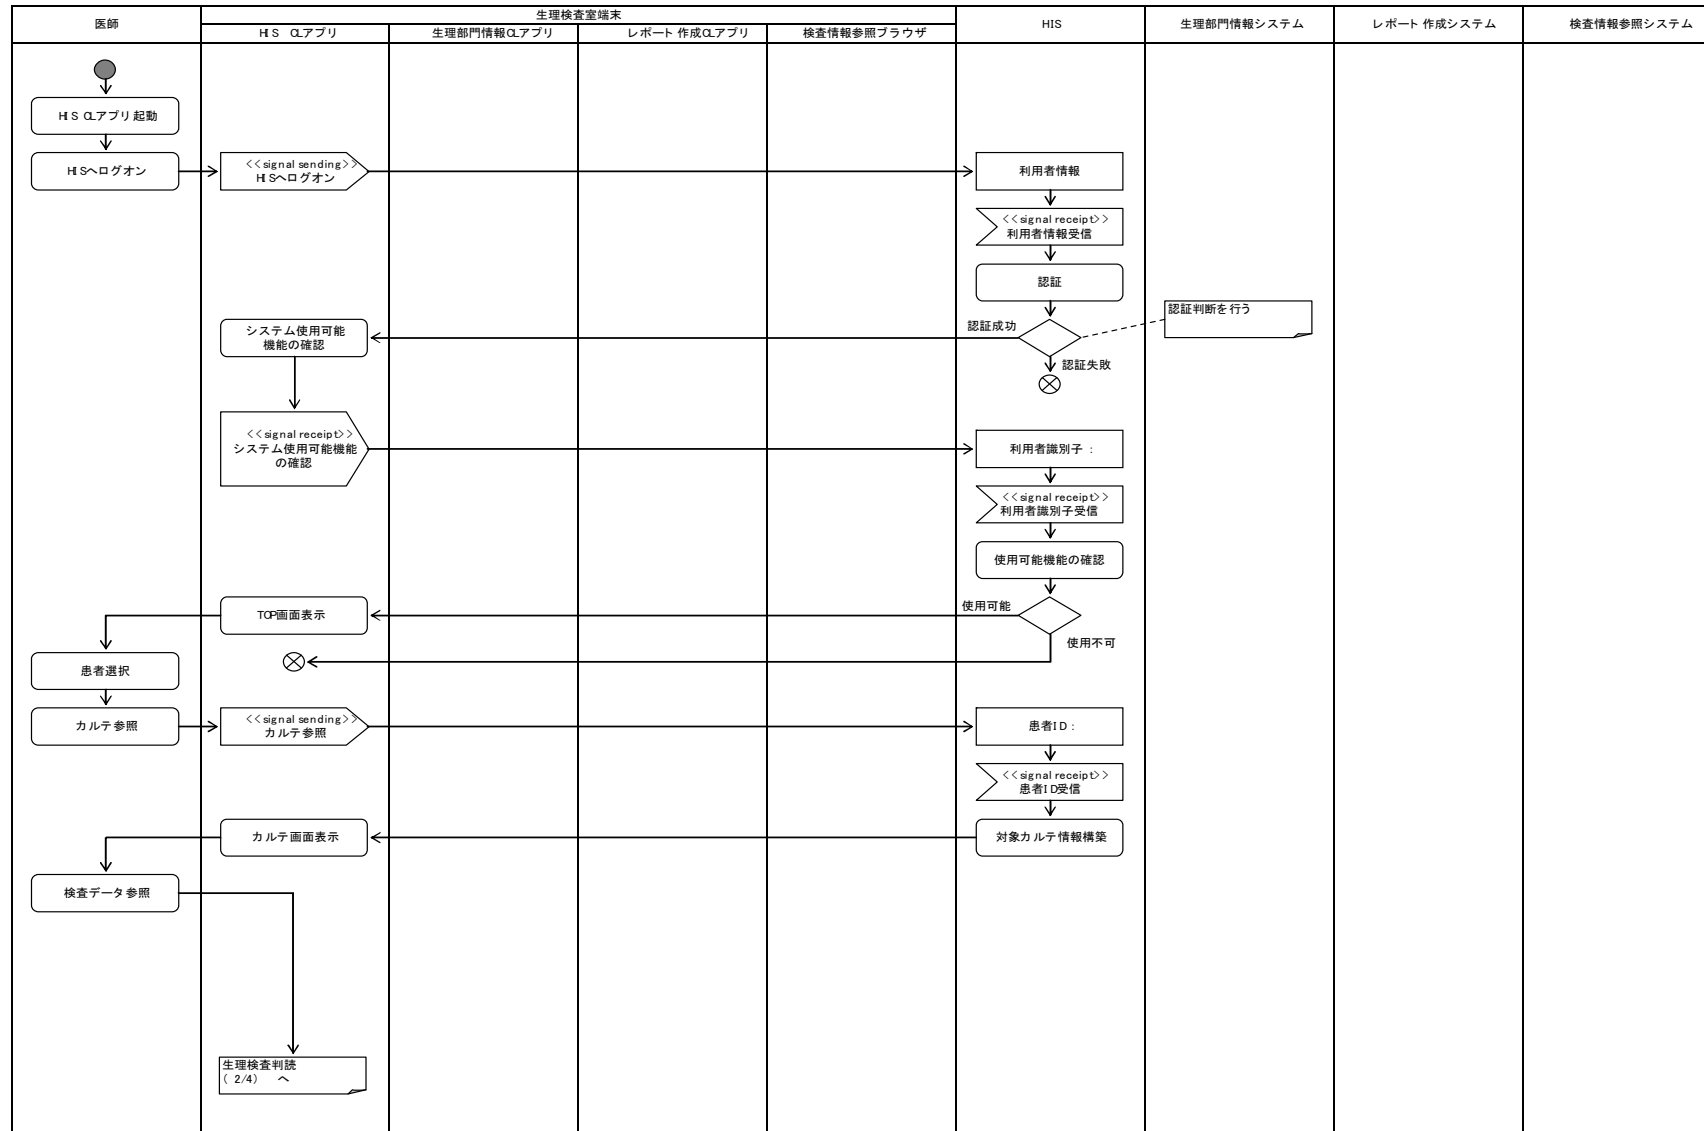 医師
生理検査室端末
HIS CLアプリ
生理部門情報CLアプリ
レポート作成CLアプリ
検査情報参照ブラウザ
HIS
生理部門情報システム
レポート作成システム
検査情報参照システム
HIS CLアプリ起動
HISへログオン
<<signal sending>>
HISへログオン
利用者情報
<<signal receipt>>
利用者情報受信
認証
認証判断を行う
認証成功
システム使用可能
機能の確認
認証失敗
<<signal receipt>>
システム使用可能機能
の確認
利用者識別子 :
<<signal receipt>>
利用者識別子受信
使用可能機能の確認
使用可能
TOP画面表示
使用不可
患者選択
カルテ参照
<<signal sending>>
カルテ参照
患者ID :
<<signal receipt>>
患者ID受信
カルテ画面表示
対象カルテ情報構築
検査データ参照
生理検査判読
( 2/4) へ